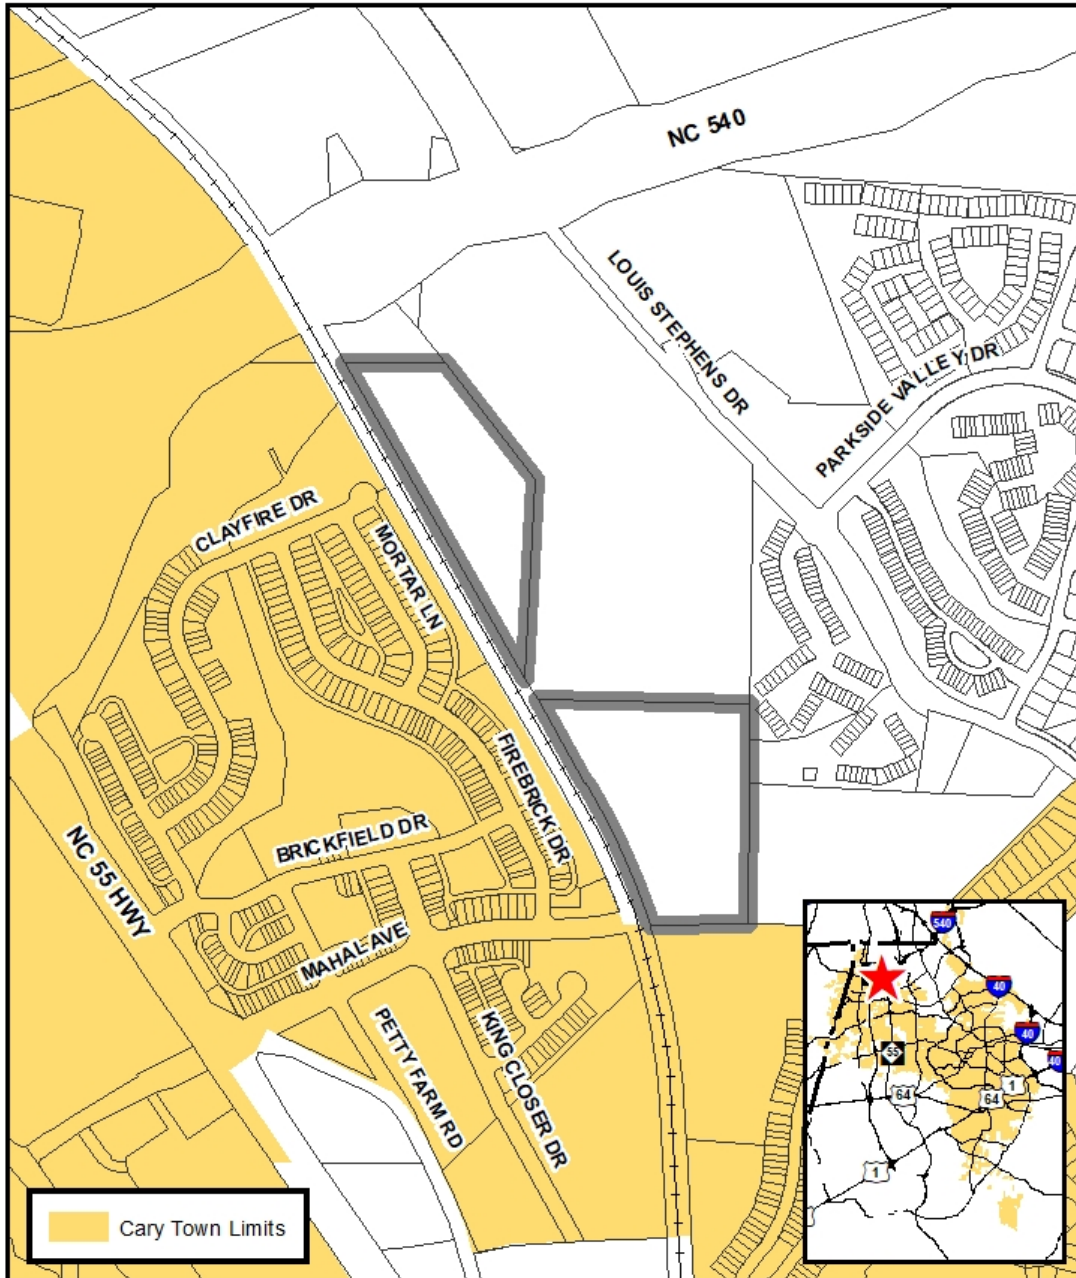 NC 540
LOUIS STEPHENS DR
PARKSIDE VALLEY DR
CLAYFIRE DR
MORTAR LN
FIREBRICK DR
BRICKFIELD DR
NC 55 HWY
MAHAL AVE
PETTY FARM RD
KING CLOSER DR
540
40
40
40
55
64
1
64
1
Cary Town Limits